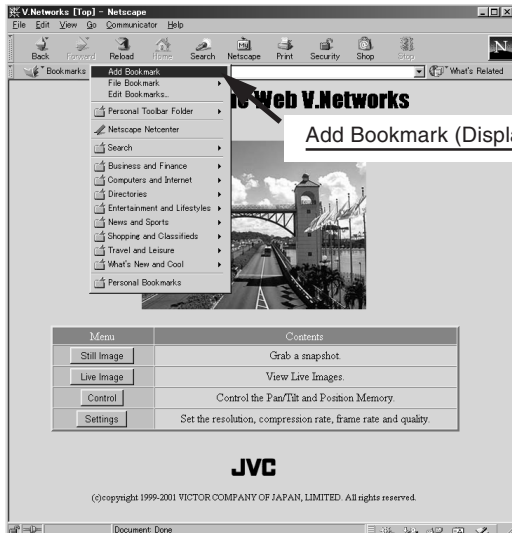 V.Networks [Top] - Netscape
File Edit View Go Communicator Help
Back Forward Reload Home Search Netscape Print Security Shop Stop
N
Bookmarks What's Related
Add Bookmark
File Bookmark
Edit Bookmarks...
Personal Toolbar Folder
Netscape Netcenter
Search
Business and Finance
Computers and Internet
Directories
Entertainment and Lifestyles
News and Sports
Shopping and Classifieds
Travel and Leisure
What's New and Cool
Personal Bookmarks
Web V.Networks
Add Bookmark (Displa
Menu Contents
Still Image Grab a snapshot.
Live Image View Live Images.
Control Control the Pan/Tilt and Position Memory.
Settings Set the resolution, compression rate, frame rate and quality.
JVC
(c)copyright 1999-2001 VICTOR COMPANY OF JAPAN, LIMITED. All rights reserved.
Document: Done